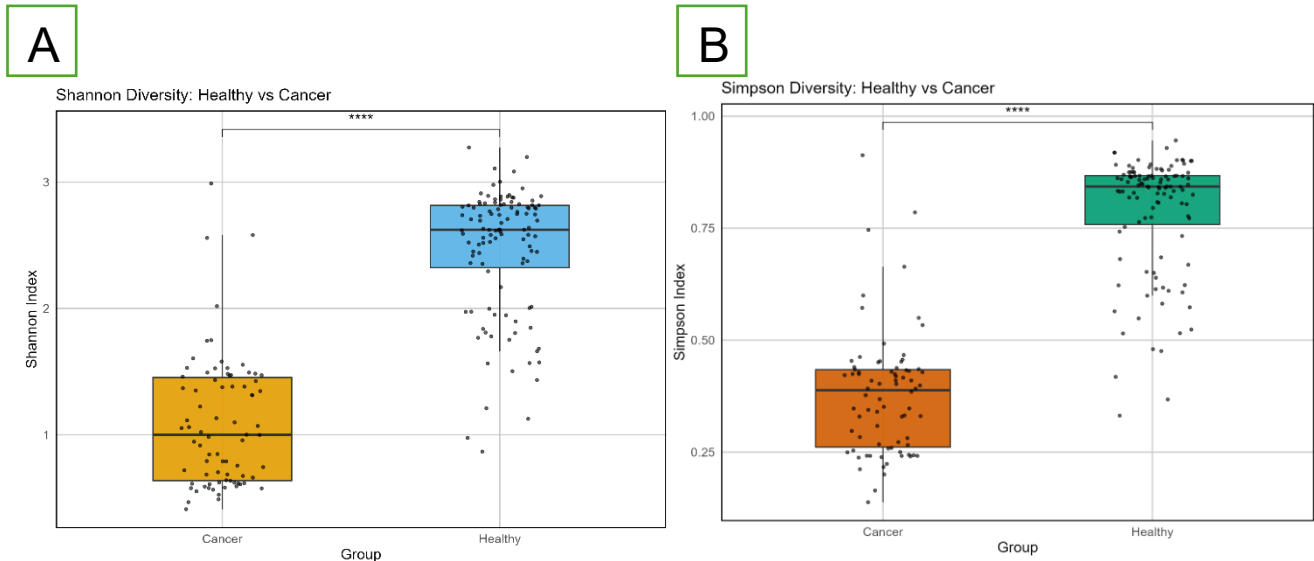 A
Shannon Diversity: Healthy vs Cancer
****
3
2
1
Shannon Index
Cancer
Healthy
Group
B
Simpson Diversity: Healthy vs Cancer
****
1.00
0.75
0.50
0.25
Simpson Index
Cancer
Healthy
Group